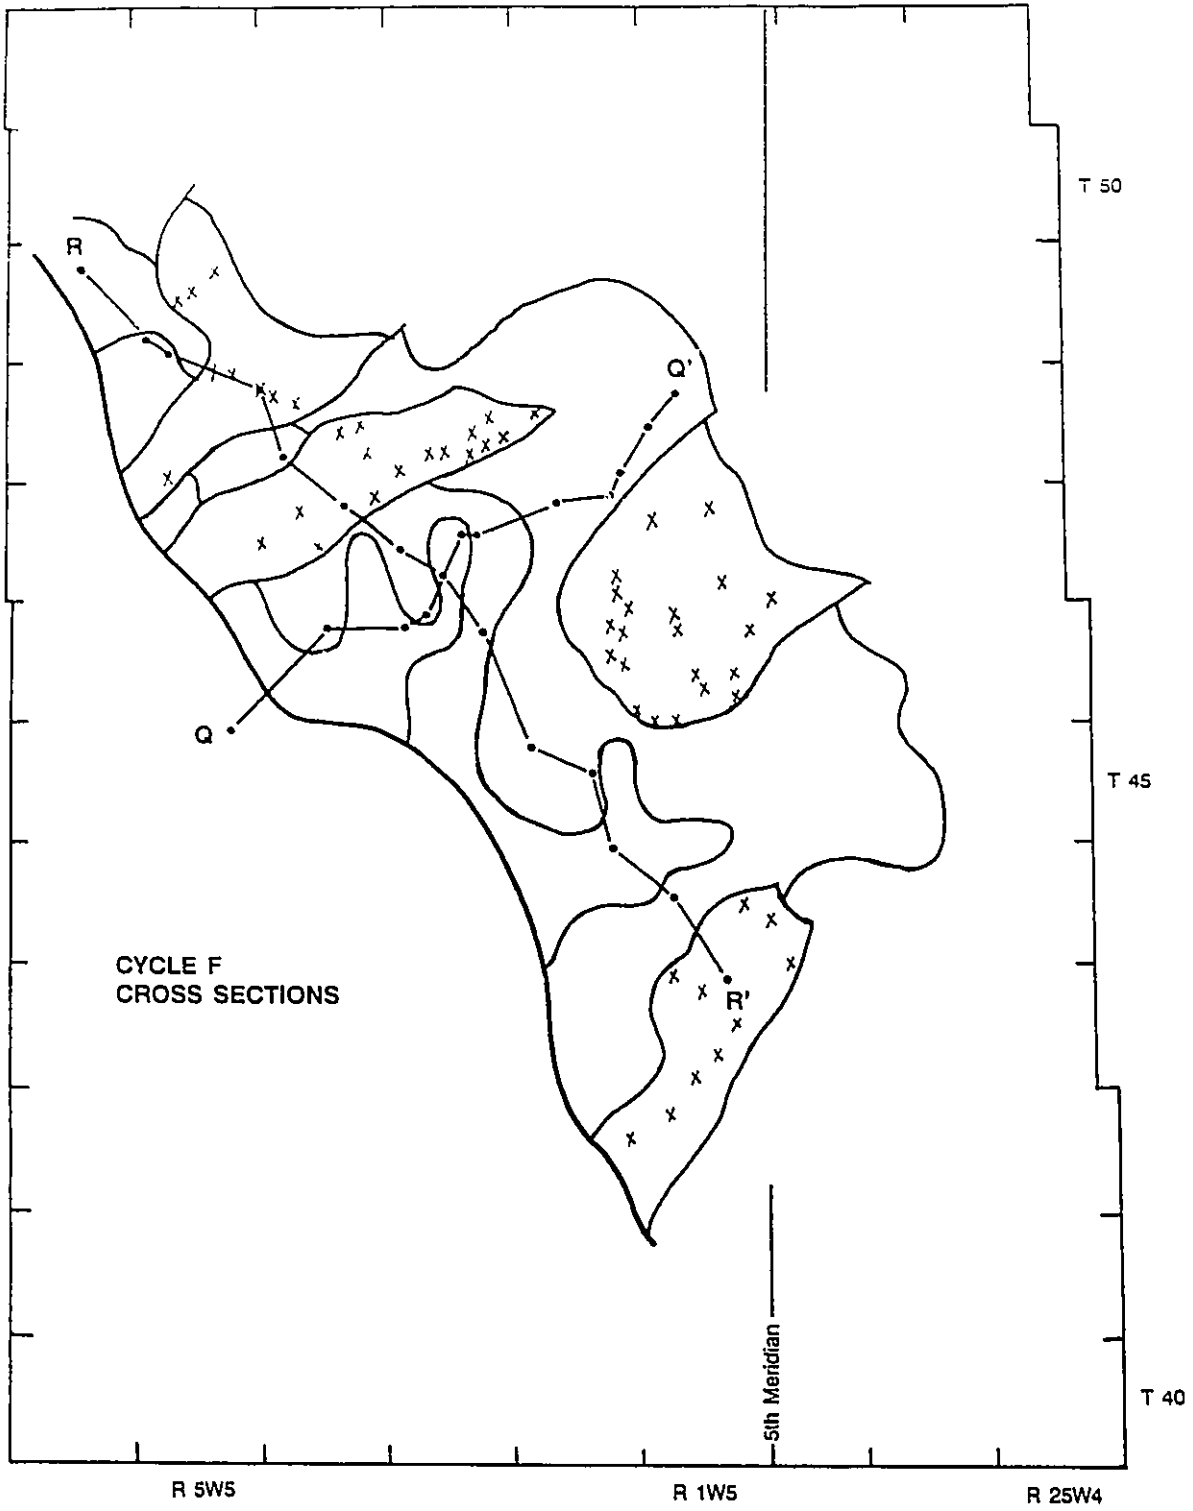 T 50
R
Q'
Q
T 45
CYCLE F
CROSS SECTIONS
R'
5th Meridian
T 40
R 5W5
R 1W5
R 25W4